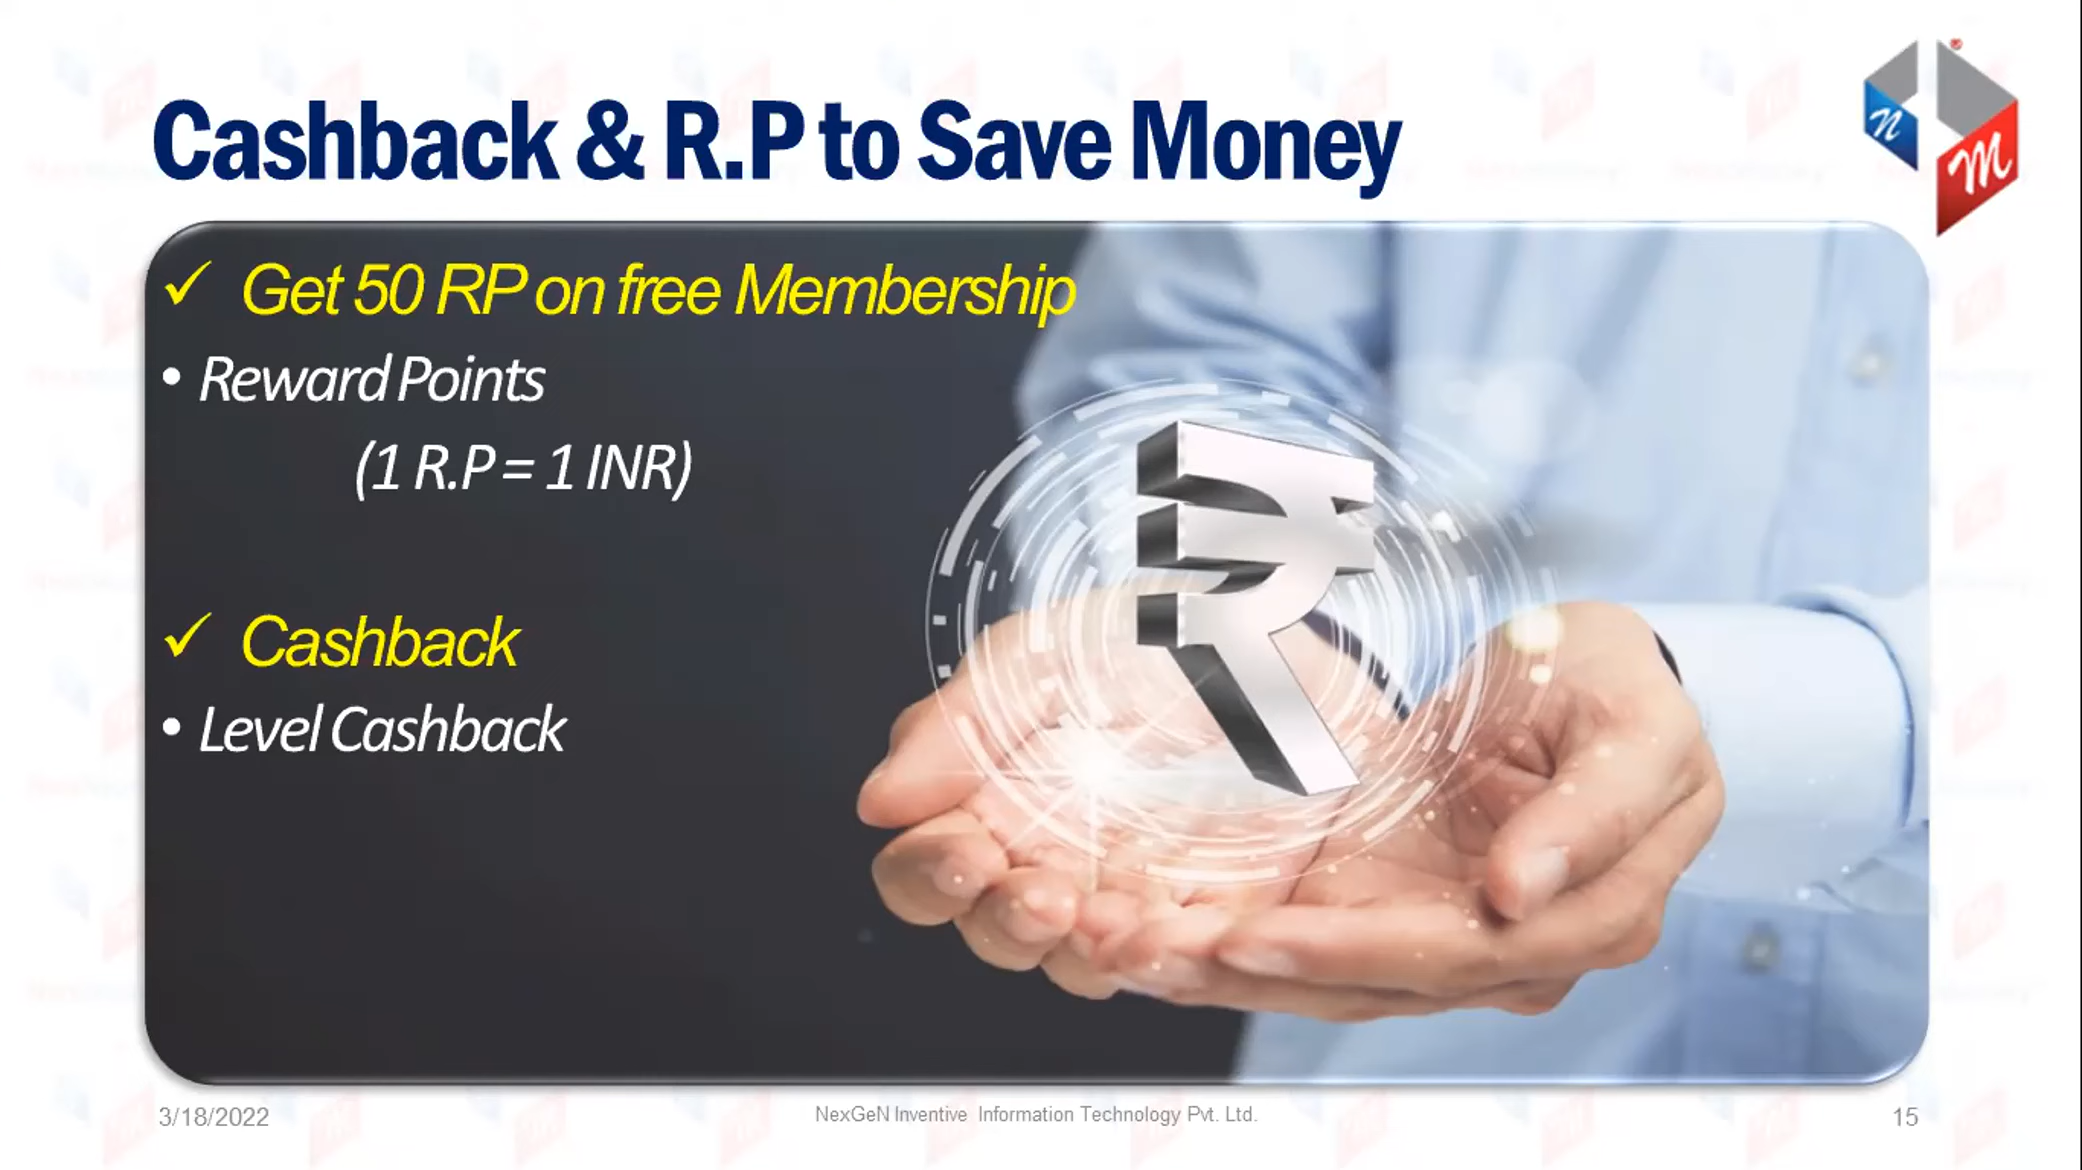 Cashback & R.P to Save Money
n
m
✓ Get 50 RP on free Membership
• Reward Points
(1 R.P = 1 INR)
✓ Cashback
• Level Cashback
3/18/2022
NexGeN Inventive Information Technology Pvt. Ltd.
15